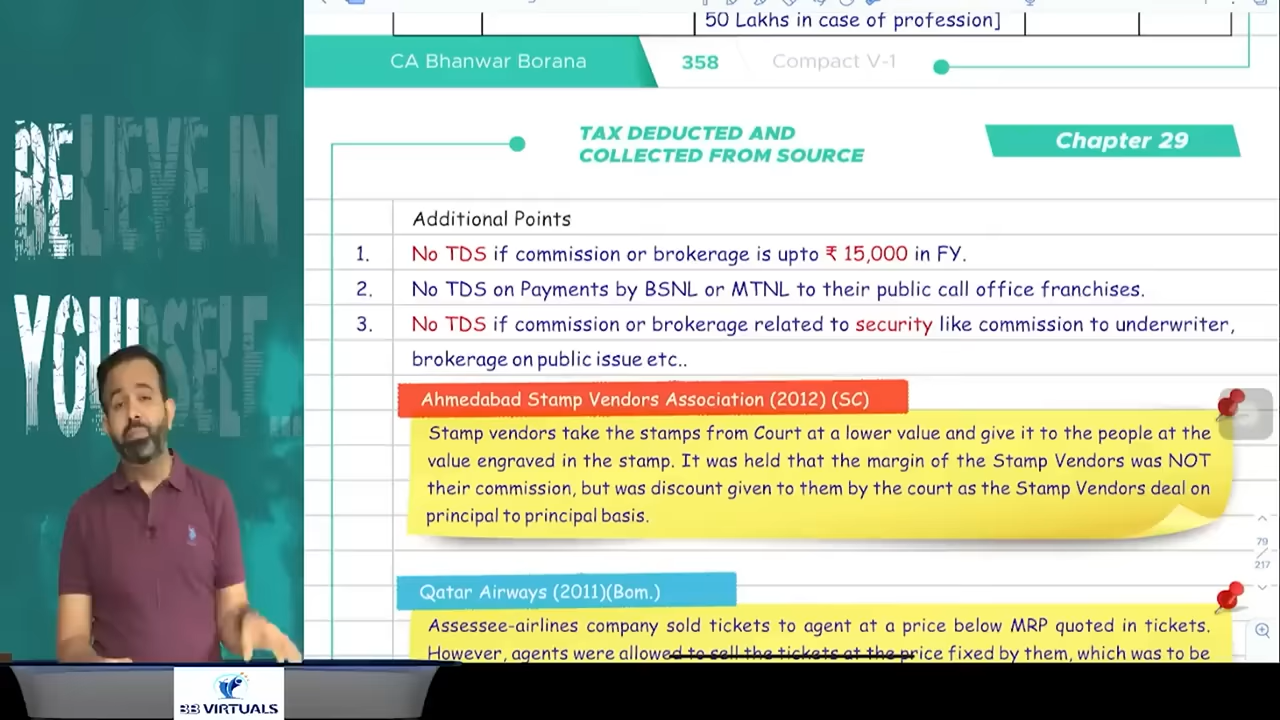 50 Lakhs in case of profession]
CA Bhanwar Borana 358 Compact V-1
BELIEVE IN
YOURSELF
TAX DEDUCTED AND
COLLECTED FROM SOURCE
Chapter 29
Additional Points
1. No TDS if commission or brokerage is upto ₹ 15,000 in FY.
2. No TDS on Payments by BSNL or MTNL to their public call office franchises.
3. No TDS if commission or brokerage related to security like commission to underwriter,
brokerage on public issue etc..
Ahmedabad Stamp Vendors Association (2012) (SC)
Stamp vendors take the stamps from Court at a lower value and give it to the people at the
value engraved in the stamp. It was held that the margin of the Stamp Vendors was NOT
their commission, but was discount given to them by the court as the Stamp Vendors deal on
principal to principal basis.
79
217
Qatar Airways (2011)(Bom.)
Assessee-airlines company sold tickets to agent at a price below MRP quoted in tickets.
However, agents were allowed to sell the tickets at the price fixed by them, which was to be
BB VIRTUALS